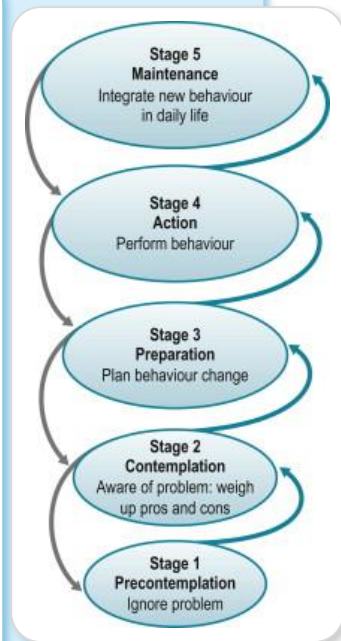 Stage 5
Maintenance
Integrate new behaviour
in daily life
Stage 4
Action
Perform behaviour
Stage 3
Preparation
Plan behaviour change
Stage 2
Contemplation
Aware of problem: weigh
up pros and cons
Stage 1
Precontemplation
Ignore problem